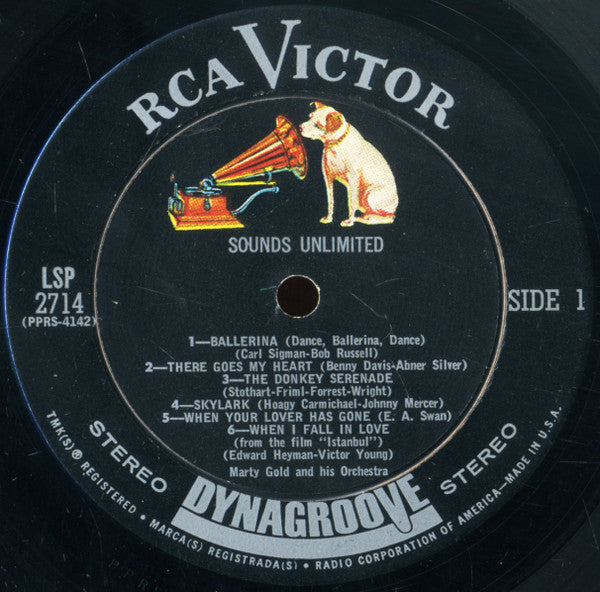 RCA VICTOR
SOUNDS UNLIMITED
LSP
2714
(PPRS-4142)
SIDE 1
1—BALLERINA (Dance, Ballerina, Dance)
(Carl Sigman-Bob Russell)
2—THERE GOES MY HEART (Benny Davis-Abner Silver)
3—THE DONKEY SERENADE
(Stothart-Friml-Forrest-Wright)
4—SKYLARK (Hoagy Carmichael-Johnny Mercer)
5—WHEN YOUR LOVER HAS GONE (E. A. Swan)
6—WHEN I FALL IN LOVE
(from the film "Istanbul")
(Edward Heyman-Victor Young)
Marty Gold and his Orchestra
STEREO
DYNAGROOVE
STEREO
TMK(S) ® REGISTERED • MARCA(S) REGISTRADA(S) • RADIO CORPORATION OF AMERICA—MADE IN U.S.A.